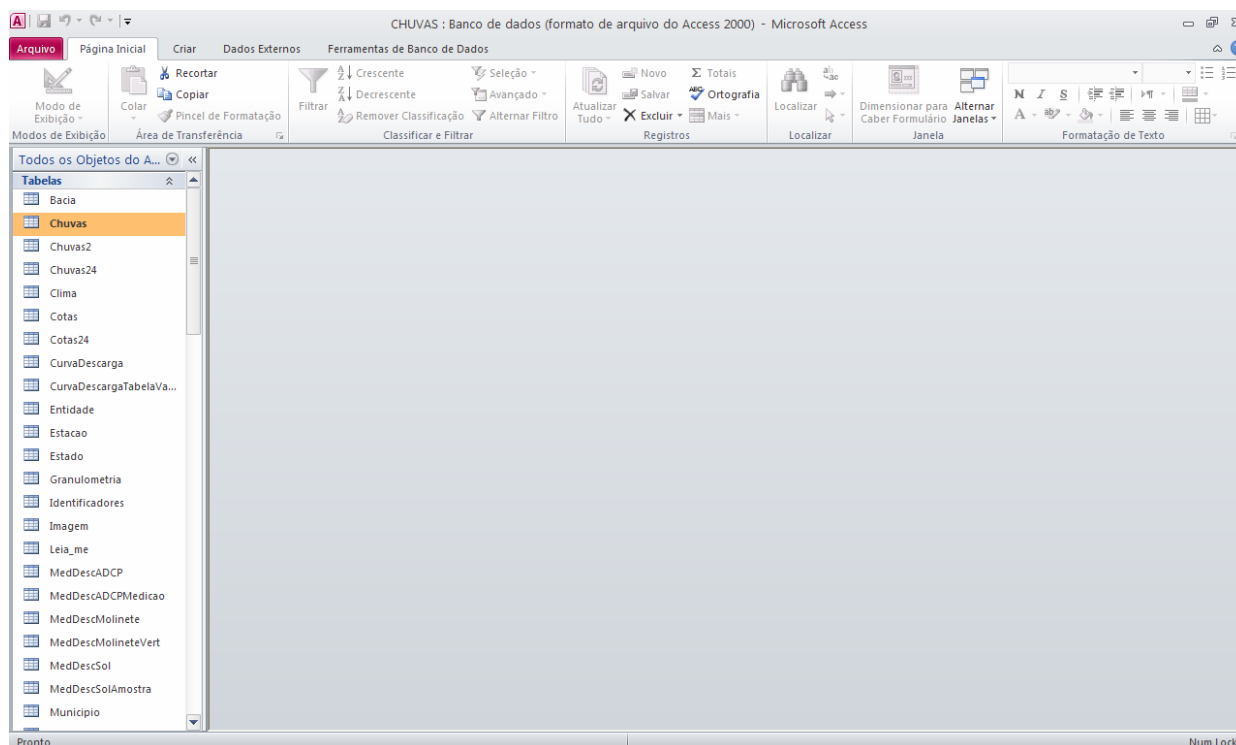 CHUVAS : Banco de dados (formato de arquivo do Access 2000) - Microsoft Access
Arquivo Página Inicial Criar Dados Externos Ferramentas de Banco de Dados
Modo de Exibição
Modos de Exibição
Colar
Recortar
Copiar
Pincel de Formatação
Área de Transferência
Filtrar
Crescente
Decrescente
Remover Classificação
Seleção
Avançado
Alternar Filtro
Classificar e Filtrar
Atualizar Tudo
Novo
Salvar
Excluir
Totais
Ortografia
Mais
Registros
Localizar
Localizar
Dimensionar para Caber Formulário
Alternar Janelas
Janela
N I S
A
Formatação de Texto
Todos os Objetos do A...
Tabelas
Bacia
Chuvas
Chuvas2
Chuvas24
Clima
Cotas
Cotas24
CurvaDescarga
CurvaDescargaTabelaVa...
Entidade
Estacao
Estado
Granulometria
Identificadores
Imagem
Leia_me
MedDescADCP
MedDescADCPMedicao
MedDescMolinete
MedDescMolineteVert
MedDescSol
MedDescSolAmostra
Municipio
Pronto
Num Lock